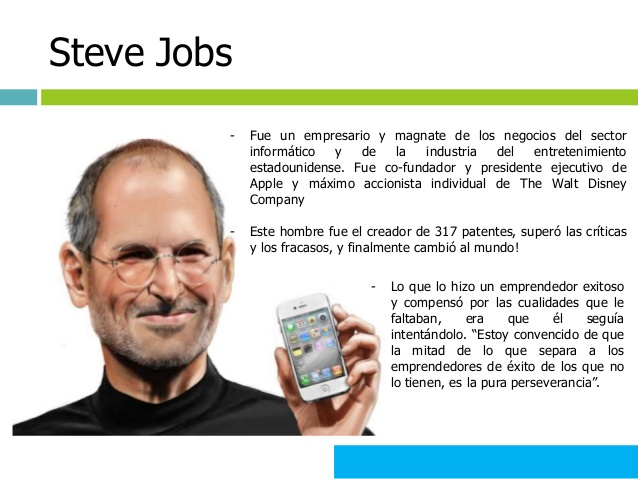 Steve Jobs
- Fue un empresario y magnate de los negocios del sector
informático y de la industria del entretenimiento
estadounidense. Fue co-fundador y presidente ejecutivo de
Apple y máximo accionista individual de The Walt Disney
Company
- Este hombre fue el creador de 317 patentes, superó las críticas
y los fracasos, y finalmente cambió al mundo!
- Lo que lo hizo un emprendedor exitoso
y compensó por las cualidades que le
faltaban, era que él seguía
intentándolo. “Estoy convencido de que
la mitad de lo que separa a los
emprendedores de éxito de los que no
lo tienen, es la pura perseverancia”.